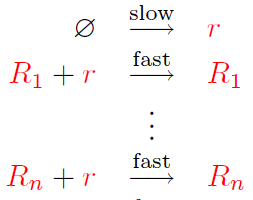 ∅ slow⟶ r
R₁ + r fast⟶ R₁
⋮
Rₙ + r fast⟶ Rₙ